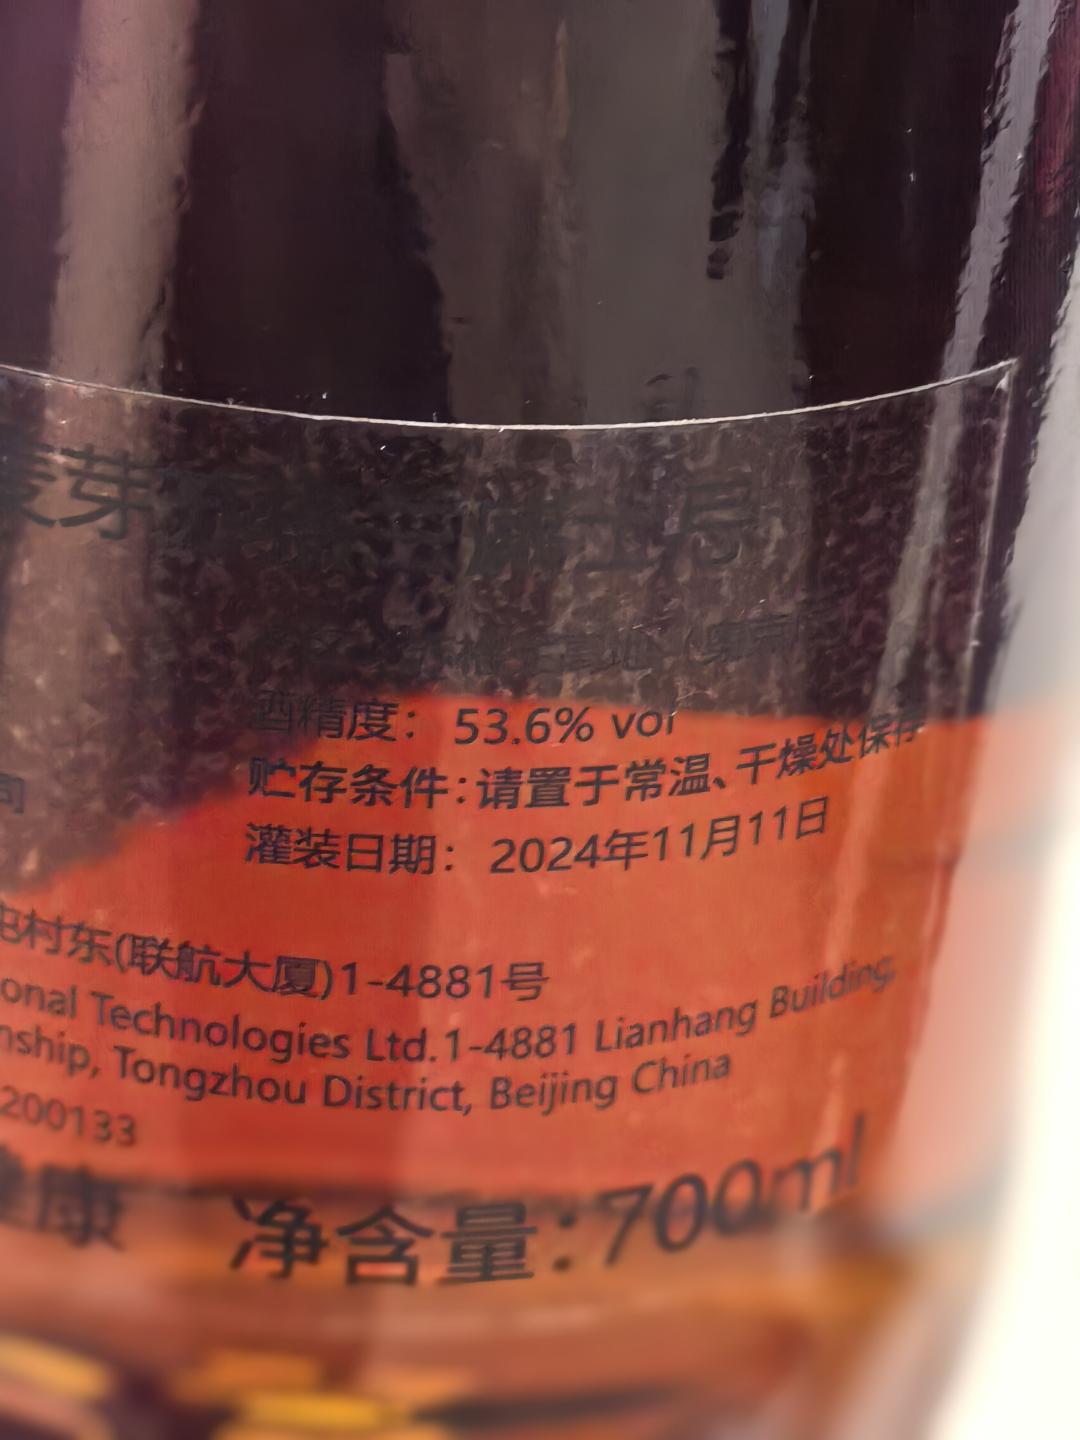 麦芽
酒精度：53.6% vol
贮存条件：请置于常温、干燥处保存
灌装日期：2024年11月11日
司
村东(联航大厦)1-4881号
onal Technologies Ltd.1-4881 Lianhang Building,
nship, Tongzhou District, Beijing China
200133
健康
净含量：700ml